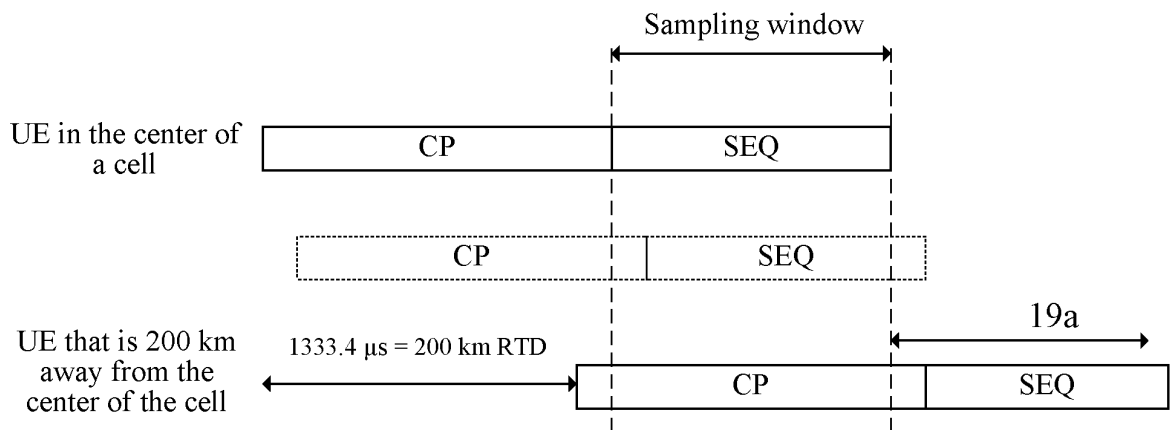 Sampling window
UE in the center of
a cell
CP
SEQ
CP
SEQ
19a
UE that is 200 km
away from the
center of the cell
1333.4 μs = 200 km RTD
CP
SEQ